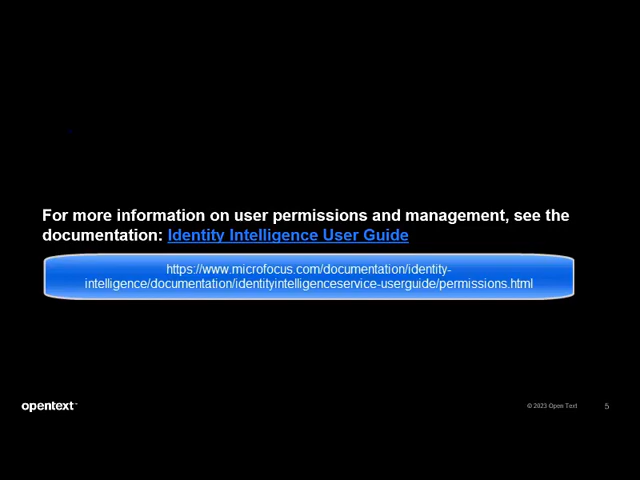 For more information on user permissions and management, see the
documentation: Identity Intelligence User Guide
https://www.microfocus.com/documentation/identity-
intelligence/documentation/identityintelligenceservice-userguide/permissions.html
opentext™
© 2023 Open Text
5